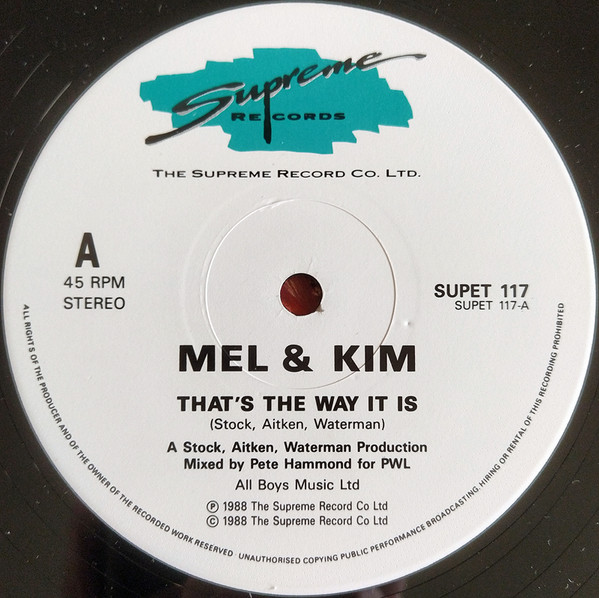 Supreme
RECORDS
THE SUPREME RECORD CO. LTD.
A
45 RPM
STEREO
SUPET 117
SUPET 117-A
MEL & KIM
THAT'S THE WAY IT IS
(Stock, Aitken, Waterman)
A Stock, Aitken, Waterman Production
Mixed by Pete Hammond for PWL
All Boys Music Ltd
Ⓟ 1988 The Supreme Record Co Ltd
© 1988 The Supreme Record Co Ltd
ALL RIGHTS OF THE PRODUCER AND OF THE OWNER OF THE RECORDED WORK RESERVED · UNAUTHORISED COPYING PUBLIC PERFORMANCE BROADCASTING, HIRING OR RENTAL OF THIS RECORDING PROHIBITED